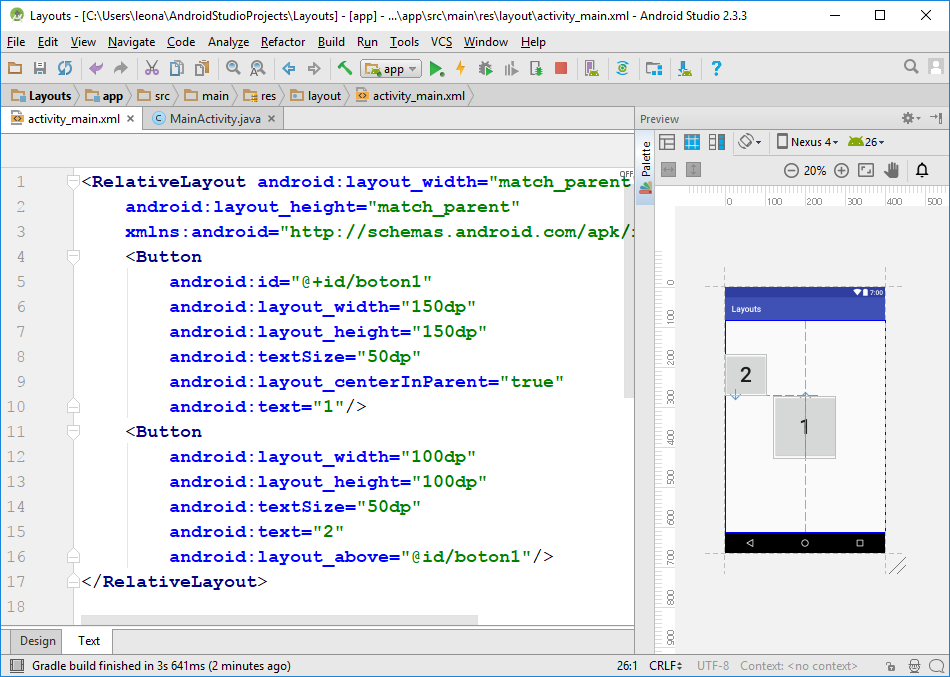 Layouts - [C:\Users\leona\AndroidStudioProjects\Layouts] - [app] - ...\app\src\main\res\layout\activity_main.xml - Android Studio 2.3.3
File Edit View Navigate Code Analyze Refactor Build Run Tools VCS Window Help
app
Layouts app src main res layout activity_main.xml
activity_main.xml MainActivity.java
Preview
Palette
Nexus 4 26
20%
OFF
1 <RelativeLayout android:layout_width="match_parent
2 android:layout_height="match_parent"
3 xmlns:android="http://schemas.android.com/apk/
4 <Button
5 android:id="@+id/boton1"
6 android:layout_width="150dp"
7 android:layout_height="150dp"
8 android:textSize="50dp"
9 android:layout_centerInParent="true"
10 android:text="1"/>
11 <Button
12 android:layout_width="100dp"
13 android:layout_height="100dp"
14 android:textSize="50dp"
15 android:text="2"
16 android:layout_above="@id/boton1"/>
17 </RelativeLayout>
18
0 100 200 300 400 500
0
100
200
300
400
500
600
700
800
900
7:00
Layouts
2
1
Design Text
Gradle build finished in 3s 641ms (2 minutes ago)
26:1 CRLF UTF-8 Context: <no context>